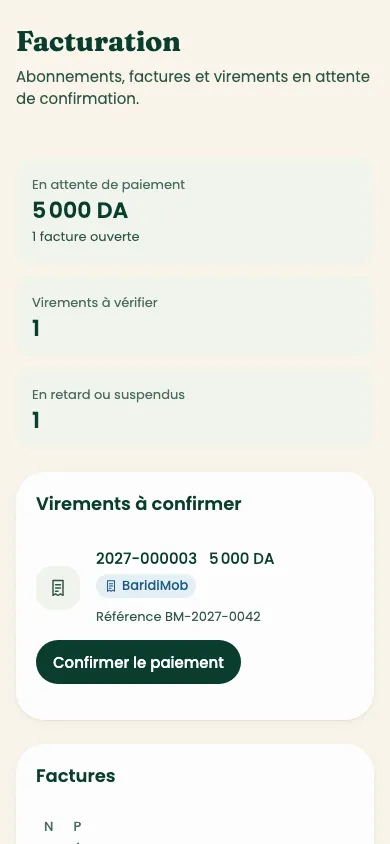 Facturation
Abonnements, factures et virements en attente
de confirmation.
En attente de paiement
5 000 DA
1 facture ouverte
Virements à vérifier
1
En retard ou suspendus
1
Virements à confirmer
2027-000003 5 000 DA
BaridiMob
Référence BM-2027-0042
Confirmer le paiement
Factures
N P